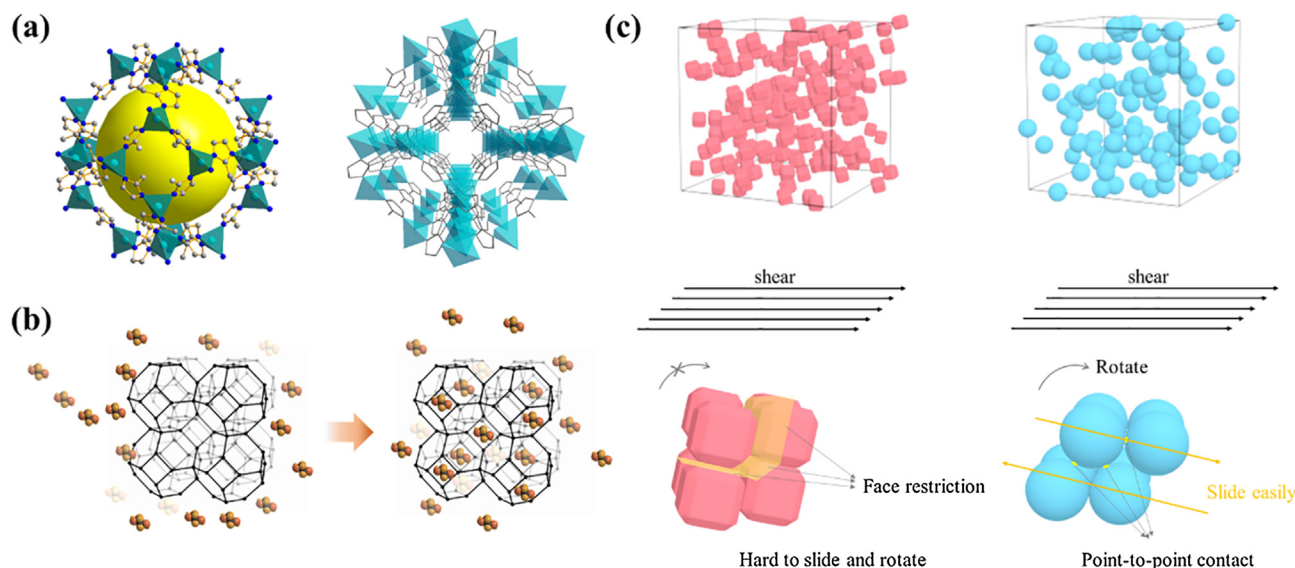 (a)
(b)
(c)
shear
shear
Rotate
Face restriction
Slide easily
Hard to slide and rotate
Point-to-point contact